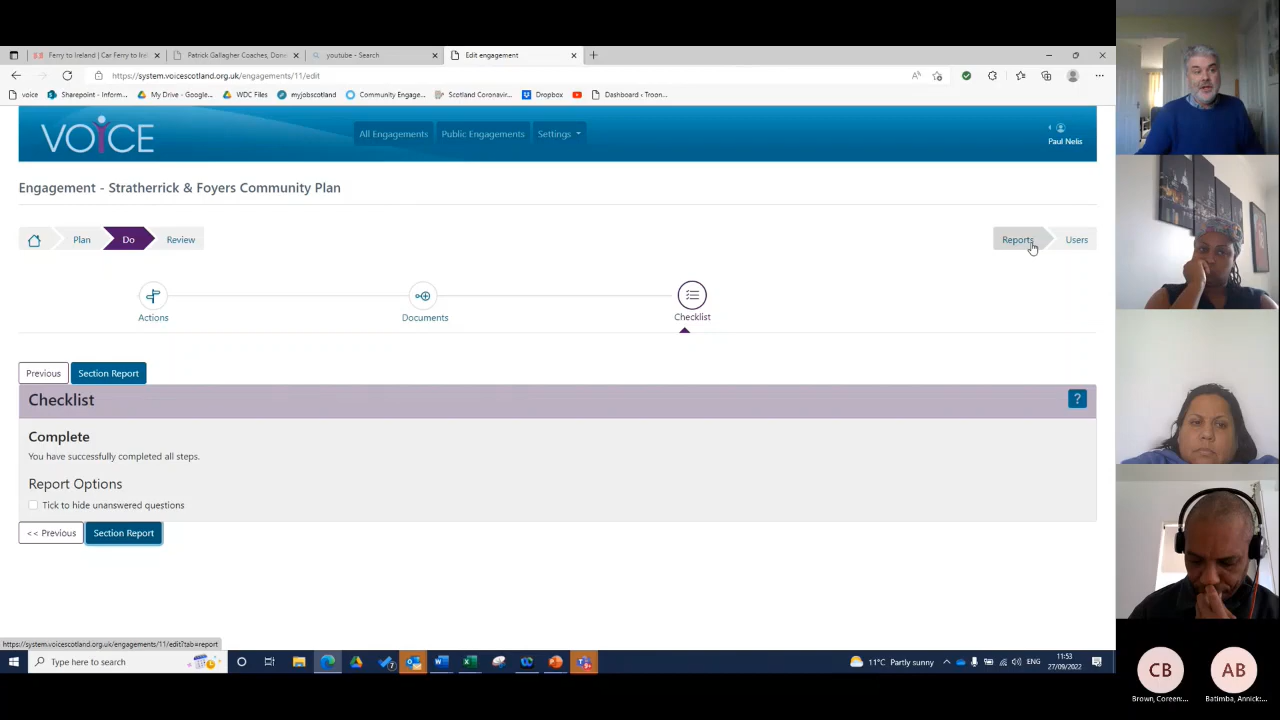 Ferry to Ireland | Car Ferry to Ire
Patrick Gallagher Coaches, Done
youtube - Search
Edit engagement
https://system.voicescotland.org.uk/engagements/11/edit
voice
Sharepoint - Inform...
My Drive - Google...
WDC Files
myjobscotland
Community Engage...
Scotland Coronavir...
Dropbox
Dashboard ‹ Troon...
VOiCE
All Engagements
Public Engagements
Settings
Paul Nelis
Engagement - Stratherrick & Foyers Community Plan
Plan
Do
Review
Reports
Users
Actions
Documents
Checklist
Previous
Section Report
Checklist
?
Complete
You have successfully completed all steps.
Report Options
Tick to hide unanswered questions
<< Previous
Section Report
https://system.voicescotland.org.uk/engagements/11/edit?tab=report
Type here to search
11°C Partly sunny
ENG
11:53
27/09/2022
CB
AB
Brown, Coreen:...
Batimba, Annick:...